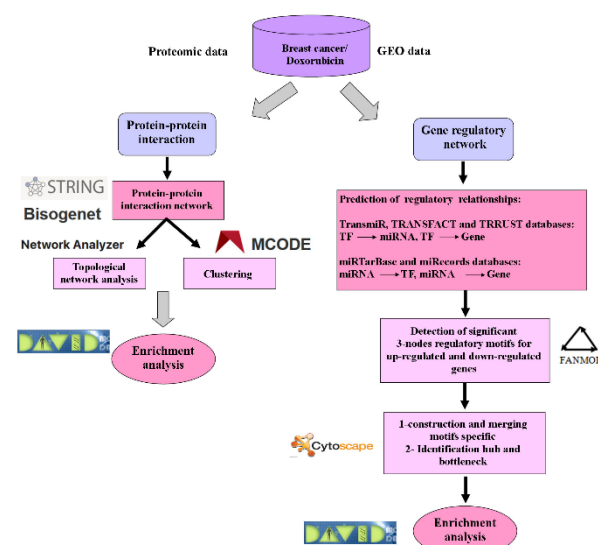 Proteomic data
Breast cancer/
Doxorubicin
GEO data
Protein-protein
interaction
Gene regulatory
network
STRING
Bisogenet
Protein-protein
interaction network
Network Analyzer
MCODE
Topological
network analysis
Clustering
DAVID
Enrichment
analysis
Prediction of regulatory relationships:
TransmiR, TRANSFACT and TRRUST databases:
TF → miRNA, TF → Gene
miRTarBase and miRecords databases:
miRNA → TF, miRNA → Gene
Detection of significant
3-nodes regulatory motifs for
up-regulated and down-regulated
genes
FANMOD
Cytoscape
1-construction and merging
motifs specific
2- Identification hub and
bottleneck
DAVID
Enrichment
analysis